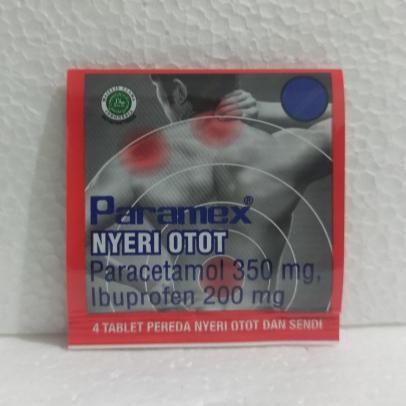 Paramex®
NYERI OTOT
Paracetamol 350 mg,
Ibuprofen 200 mg
4 TABLET PEREDA NYERI OTOT DAN SENDI